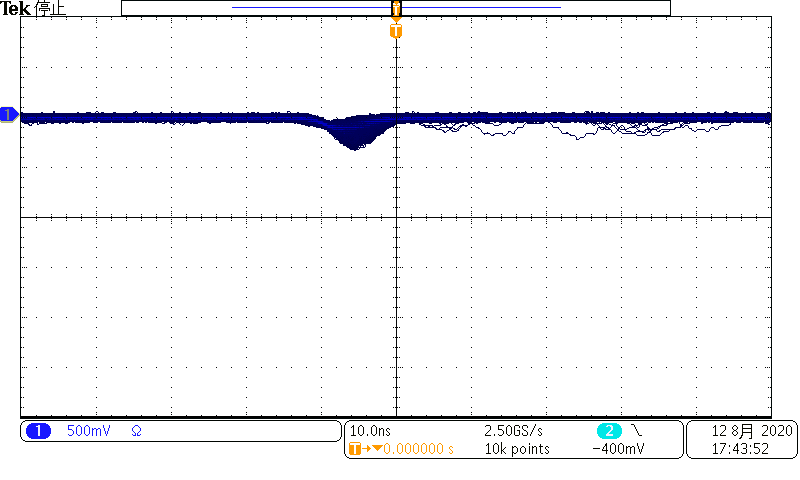 Tek 停止
T
T
1
1 500mV Ω 10.0ns 2.50GS/s 2 -400mV 12 8月 2020
T→▼0.000000 s 10k points −400mV 17:43:52